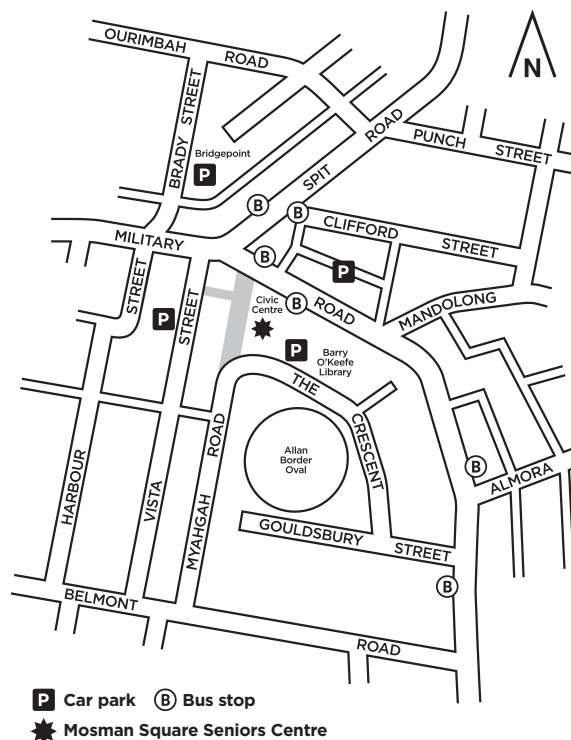 OURIMBAH ROAD
N
BRADY STREET
Bridgepoint
P
SPIT ROAD
PUNCH STREET
B
B
CLIFFORD STREET
MILITARY ROAD
B
P
STREET
P
VISTA STREET
Civic
Centre
B
MANDOLONG
P
Barry
O'Keefe
Library
THE CRESCENT
HARBOUR
MYAHGAH ROAD
Allan
Border
Oval
B
ALMORA
GOULDSBURY STREET
B
BELMONT ROAD
P Car park B Bus stop
Mosman Square Seniors Centre